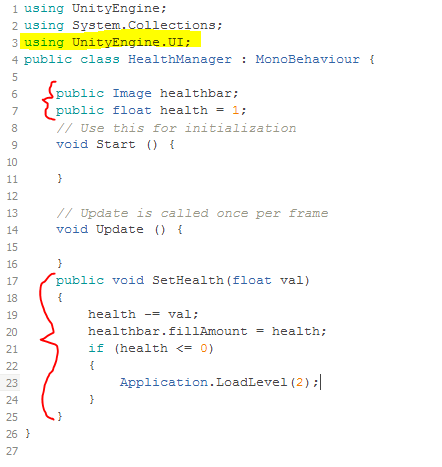 1 using UnityEngine;
2 using System.Collections;
3 using UnityEngine.UI;
4 public class HealthManager : MonoBehaviour {
5
6 public Image healthbar;
7 public float health = 1;
8 // Use this for initialization
9 void Start () {
10
11 }
12
13 // Update is called once per frame
14 void Update () {
15
16 }
17 public void SetHealth(float val)
18 {
19 health -= val;
20 healthbar.fillAmount = health;
21 if (health <= 0)
22 {
23 Application.LoadLevel(2);
24 }
25 }
26 }
27